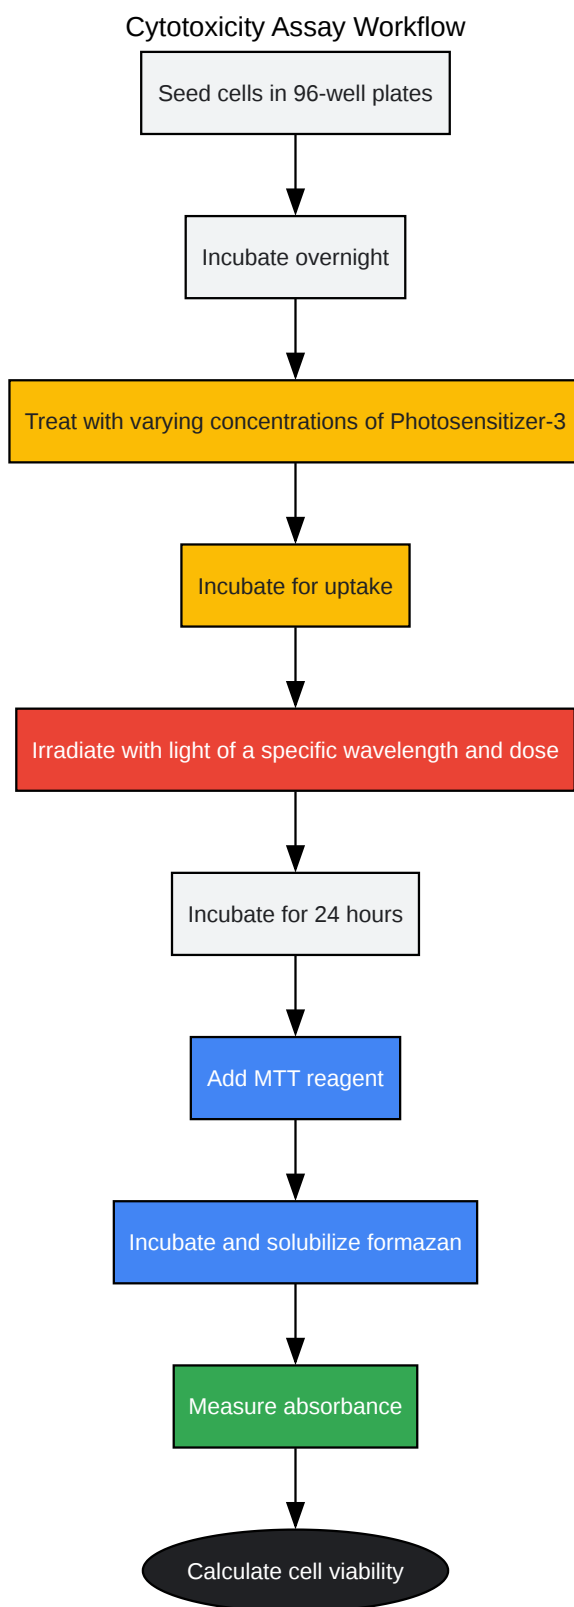 Cytotoxicity Assay Workflow
Seed cells in 96-well plates
Incubate overnight
Treat with varying concentrations of Photosensitizer-3
Incubate for uptake
Irradiate with light of a specific wavelength and dose
Incubate for 24 hours
Add MTT reagent
Incubate and solubilize formazan
Measure absorbance
Calculate cell viability